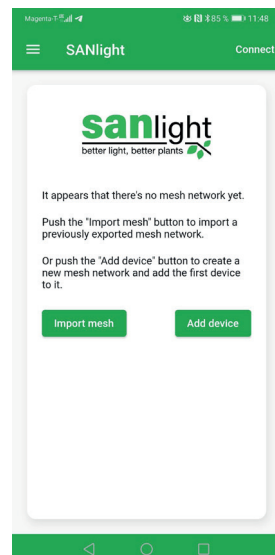 Magenta-T 85 % 11:48
SANlight Connect
sanlight
better light, better plants
It appears that there's no mesh network yet.
Push the "Import mesh" button to import a
previously exported mesh network.
Or push the "Add device" button to create a
new mesh network and add the first device
to it.
Import mesh Add device